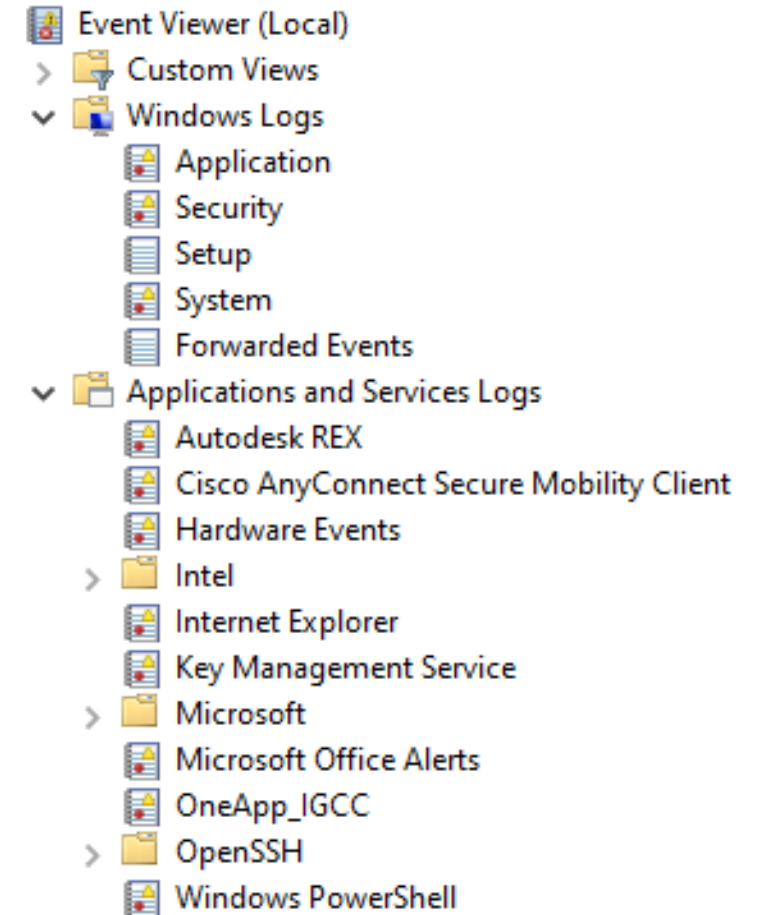 Event Viewer (Local)
Custom Views
Windows Logs
Application
Security
Setup
System
Forwarded Events
Applications and Services Logs
Autodesk REX
Cisco AnyConnect Secure Mobility Client
Hardware Events
Intel
Internet Explorer
Key Management Service
Microsoft
Microsoft Office Alerts
OneApp_IGCC
OpenSSH
Windows PowerShell